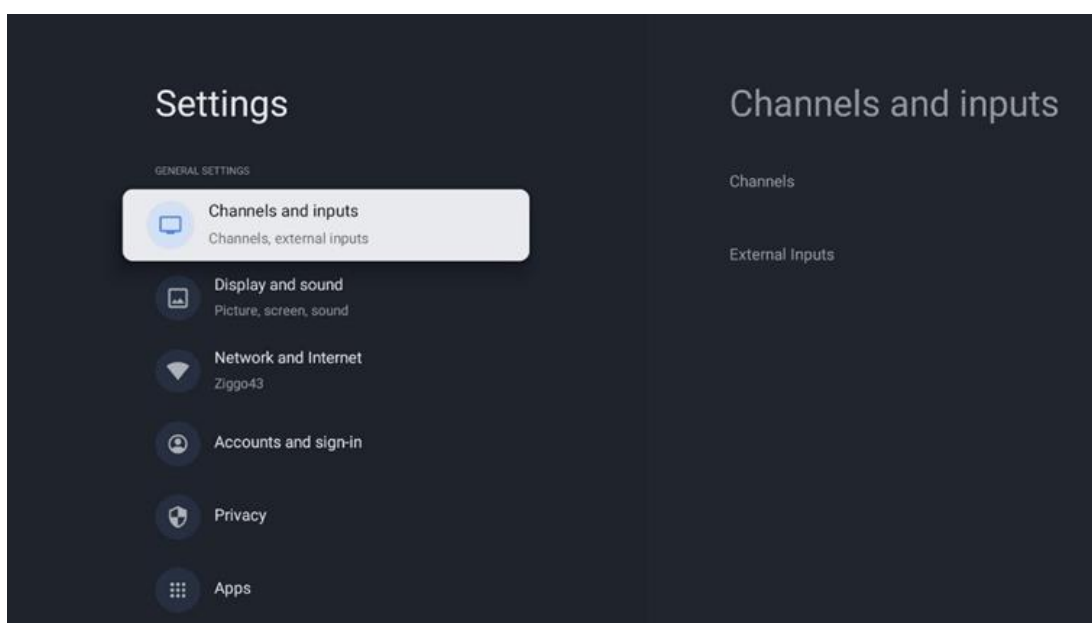 Settings
GENERAL SETTINGS
Channels and inputs
Channels, external inputs
Display and sound
Picture, screen, sound
Network and Internet
Ziggo43
Accounts and sign-in
Privacy
Apps
Channels and inputs
Channels
External Inputs